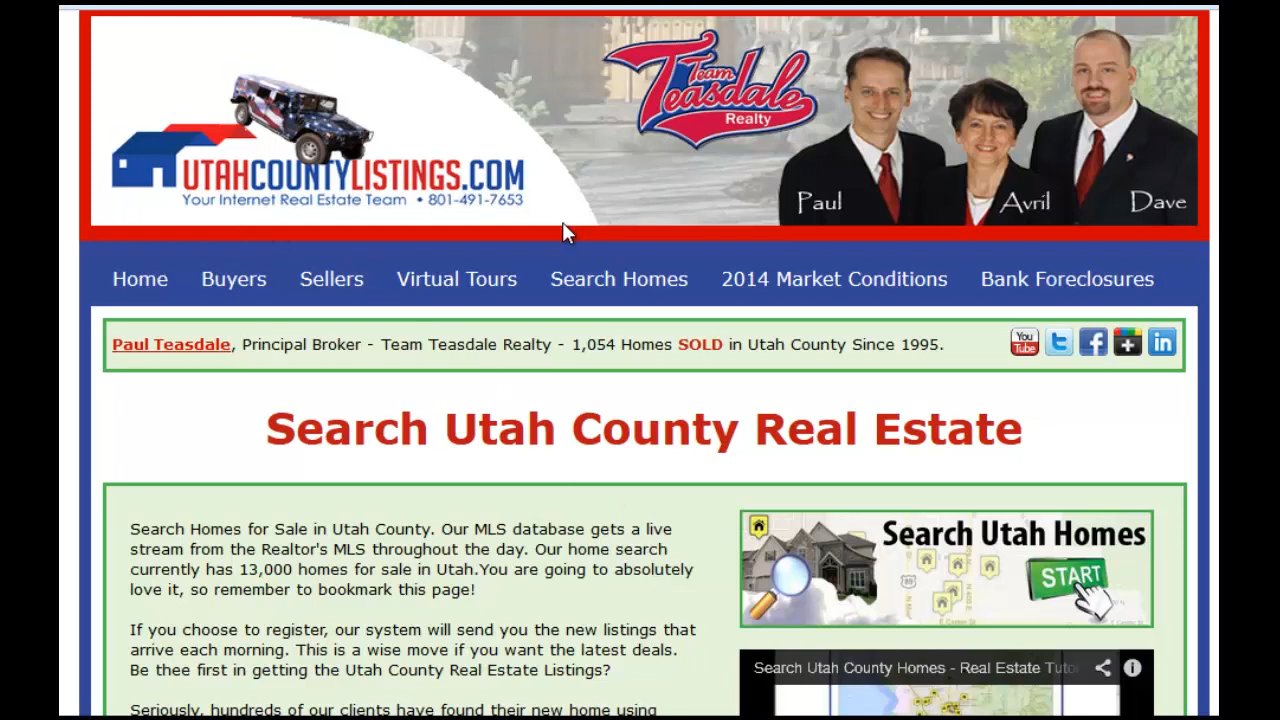 Team
Teasdale
Realty
UTAHCOUNTYLISTINGS.COM
Your Internet Real Estate Team • 801-491-7653
Paul
Avril
Dave
Home
Buyers
Sellers
Virtual Tours
Search Homes
2014 Market Conditions
Bank Foreclosures
Paul Teasdale, Principal Broker - Team Teasdale Realty - 1,054 Homes SOLD in Utah County Since 1995.
You
Tube
Search Utah County Real Estate
Search Homes for Sale in Utah County. Our MLS database gets a live
stream from the Realtor's MLS throughout the day. Our home search
currently has 13,000 homes for sale in Utah.You are going to absolutely
love it, so remember to bookmark this page!
If you choose to register, our system will send you the new listings that
arrive each morning. This is a wise move if you want the latest deals.
Be thee first in getting the Utah County Real Estate Listings?
Seriously, hundreds of our clients have found their new home using
Search Utah Homes
START
Search Utah County Homes - Real Estate Tuto